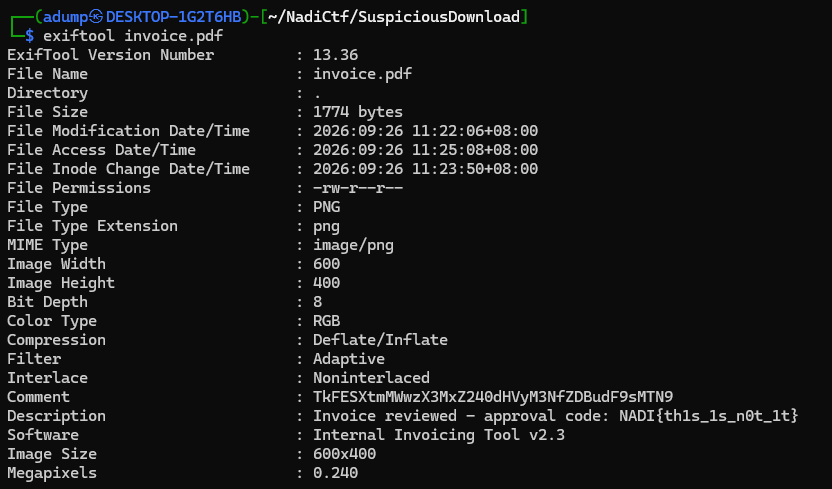 ┌──(adump㉿DESKTOP-1G2T6HB)-[~/NadiCtf/SuspiciousDownload]
└─$ exiftool invoice.pdf
ExifTool Version Number         : 13.36
File Name                       : invoice.pdf
Directory                       : .
File Size                       : 1774 bytes
File Modification Date/Time     : 2026:09:26 11:22:06+08:00
File Access Date/Time           : 2026:09:26 11:25:08+08:00
File Inode Change Date/Time     : 2026:09:26 11:23:50+08:00
File Permissions                : -rw-r--r--
File Type                       : PNG
File Type Extension             : png
MIME Type                       : image/png
Image Width                     : 600
Image Height                    : 400
Bit Depth                       : 8
Color Type                      : RGB
Compression                     : Deflate/Inflate
Filter                          : Adaptive
Interlace                       : Noninterlaced
Comment                         : TkFESXtmMWwzX3MxZ240dHVyM3NfZDBudF9sMTN9
Description                     : Invoice reviewed - approval code: NADI{th1s_1s_n0t_1t}
Software                        : Internal Invoicing Tool v2.3
Image Size                      : 600x400
Megapixels                      : 0.240